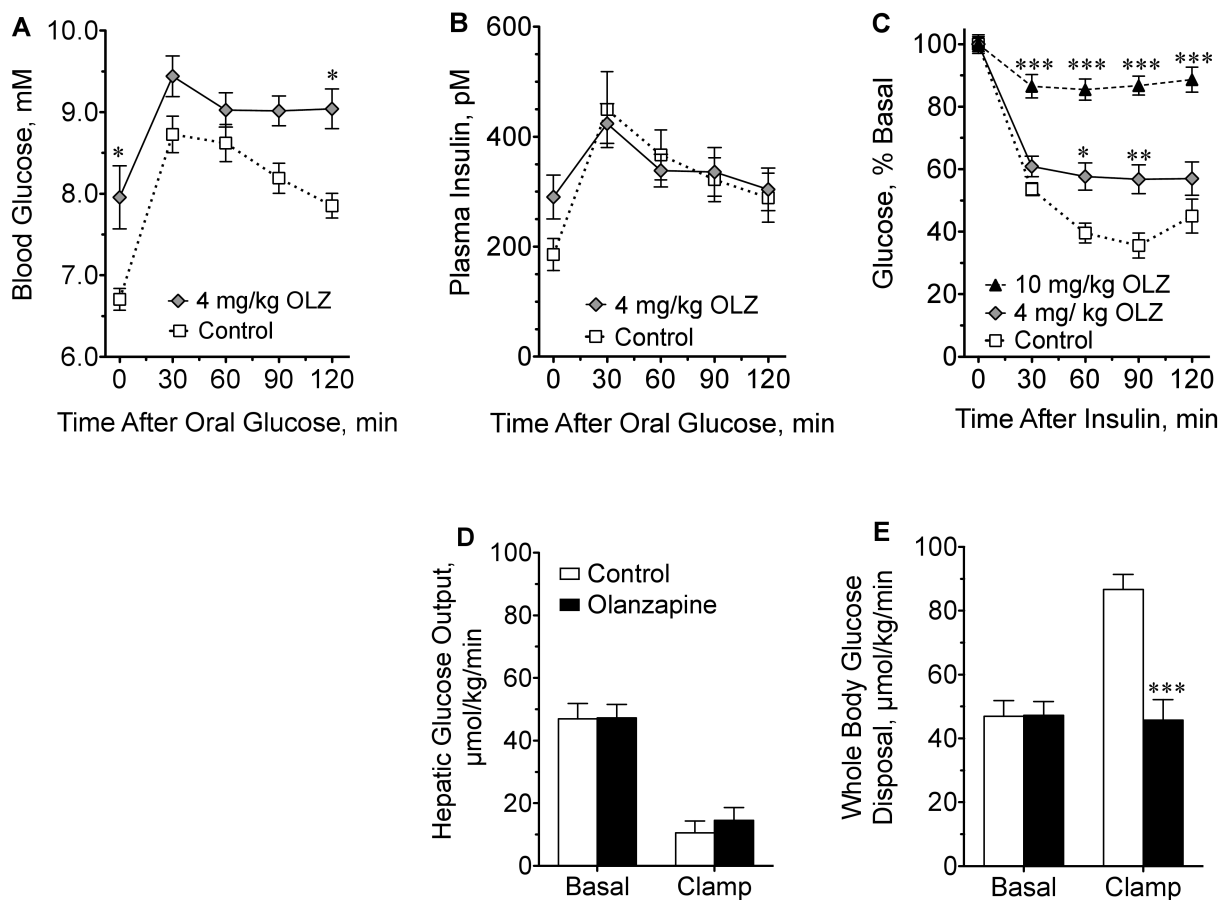 A
Blood Glucose, mM
10.0
9.0
8.0
7.0
6.0
*
*
4 mg/kg OLZ
Control
0 30 60 90 120
Time After Oral Glucose, min
B
Plasma Insulin, pM
600
400
200
0
4 mg/kg OLZ
Control
0 30 60 90 120
Time After Oral Glucose, min
C
Glucose, % Basal
100
80
60
40
20
0
*** *** *** ***
* **
10 mg/kg OLZ
4 mg/ kg OLZ
Control
0 30 60 90 120
Time After Insulin, min
D
Hepatic Glucose Output,
µmol/kg/min
100
80
60
40
20
0
Control
Olanzapine
Basal Clamp
E
Whole Body Glucose
Disposal, µmol/kg/min
100
80
60
40
20
0
***
Basal Clamp